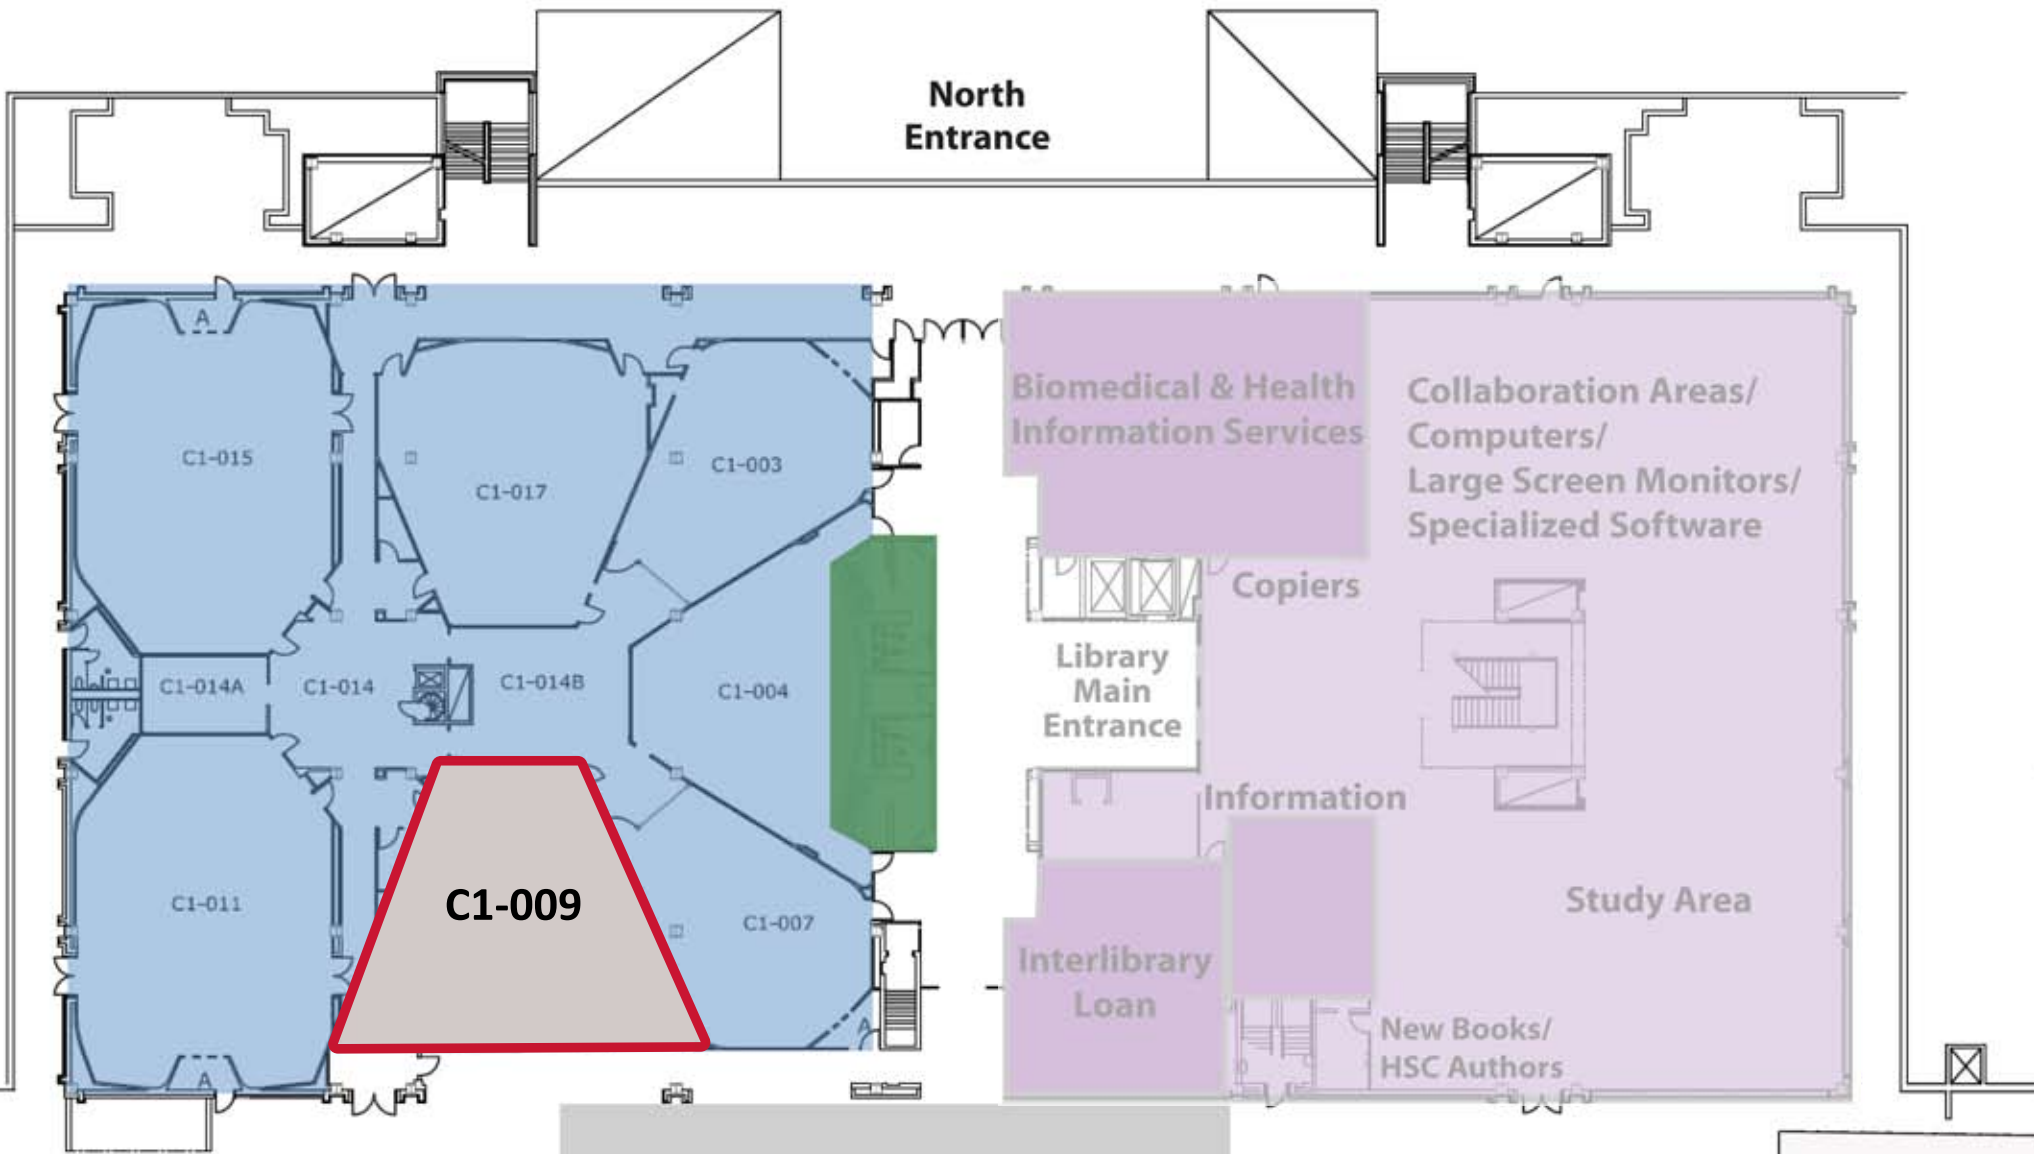 North
Entrance
A
C1-015
C1-017
C1-003
Biomedical & Health
Information Services
Collaboration Areas/
Computers/
Large Screen Monitors/
Specialized Software
Copiers
C1-014A
C1-014
C1-014B
C1-004
Library
Main
Entrance
Information
C1-011
C1-009
C1-007
A
A
Study Area
Interlibrary
Loan
New Books/
HSC Authors